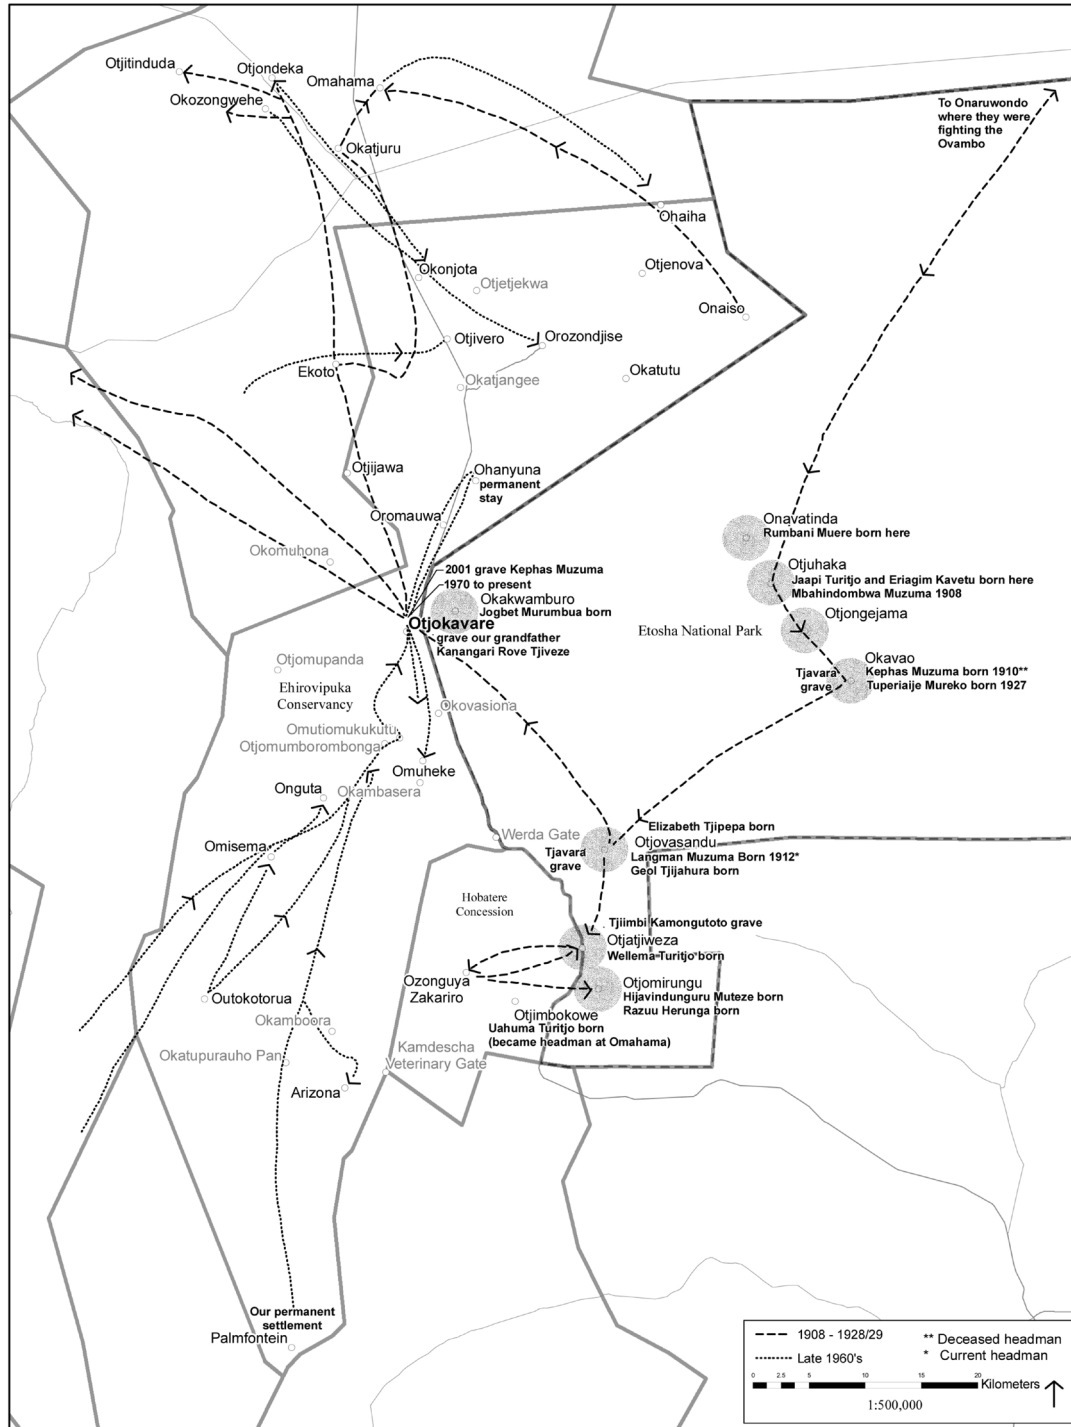 Otjitinduda
Otjondeka
Omahama
Okozongwehe
To Onaruwondo
where they were
fighting the
Ovambo
Okatjuru
Ohaiha
Okonjota
Otjetjekwa
Otjenova
Onaiso
Otjivero
Orozondjise
Ekoto
Okatjangee
Okatutu
Otjijawa
Ohanyuna
permanent
stay
Oromauwa
Onavatinda
Rumbani Muere born here
Okomuhona
2001 grave Kephas Muzuma
1970 to present
Otjuhaka
Jaapi Turitjo and Eriagim Kavetu born here
Mbahindombwa Muzuma 1908
Okakwamburo
Jogbet Murumbua born
Otjokavare
grave our grandfather
Kanangari Rove Tjiveze
Otjongejama
Etosha National Park
Otjomupanda
Okavao
Kephas Muzuma born 1910**
Tuperiaije Mureko born 1927
Tjavara
grave
Ehirovipuka
Conservancy
Okovasiona
Omutiomukukutu
Otjomumborombonga
Omuheke
Onguta
Okambasera
Werda Gate
Elizabeth Tjipepa born
Otjovasandu
Langman Muzuma Born 1912*
Geol Tjijahura born
Tjavara
grave
Omisema
Hobatere
Concession
Tjiimbi Kamongutoto grave
Otjatjiweza
Wellema Turitjo born
Ozonguya
Zakariro
Otjomirungu
Hijavindunguru Muteze born
Razuu Herunga born
Outokotorua
Otjimbokowe
Uahuma Turitjo born
(became headman at Omahama)
Okamboora
Okatupurauho Pan
Kamdescha
Veterinary Gate
Arizona
Our permanent
settlement
Palmfontein
1908 - 1928/29
** Deceased headman
Late 1960's
* Current headman
0 2.5 5 10 15 20
Kilometers
1:500,000